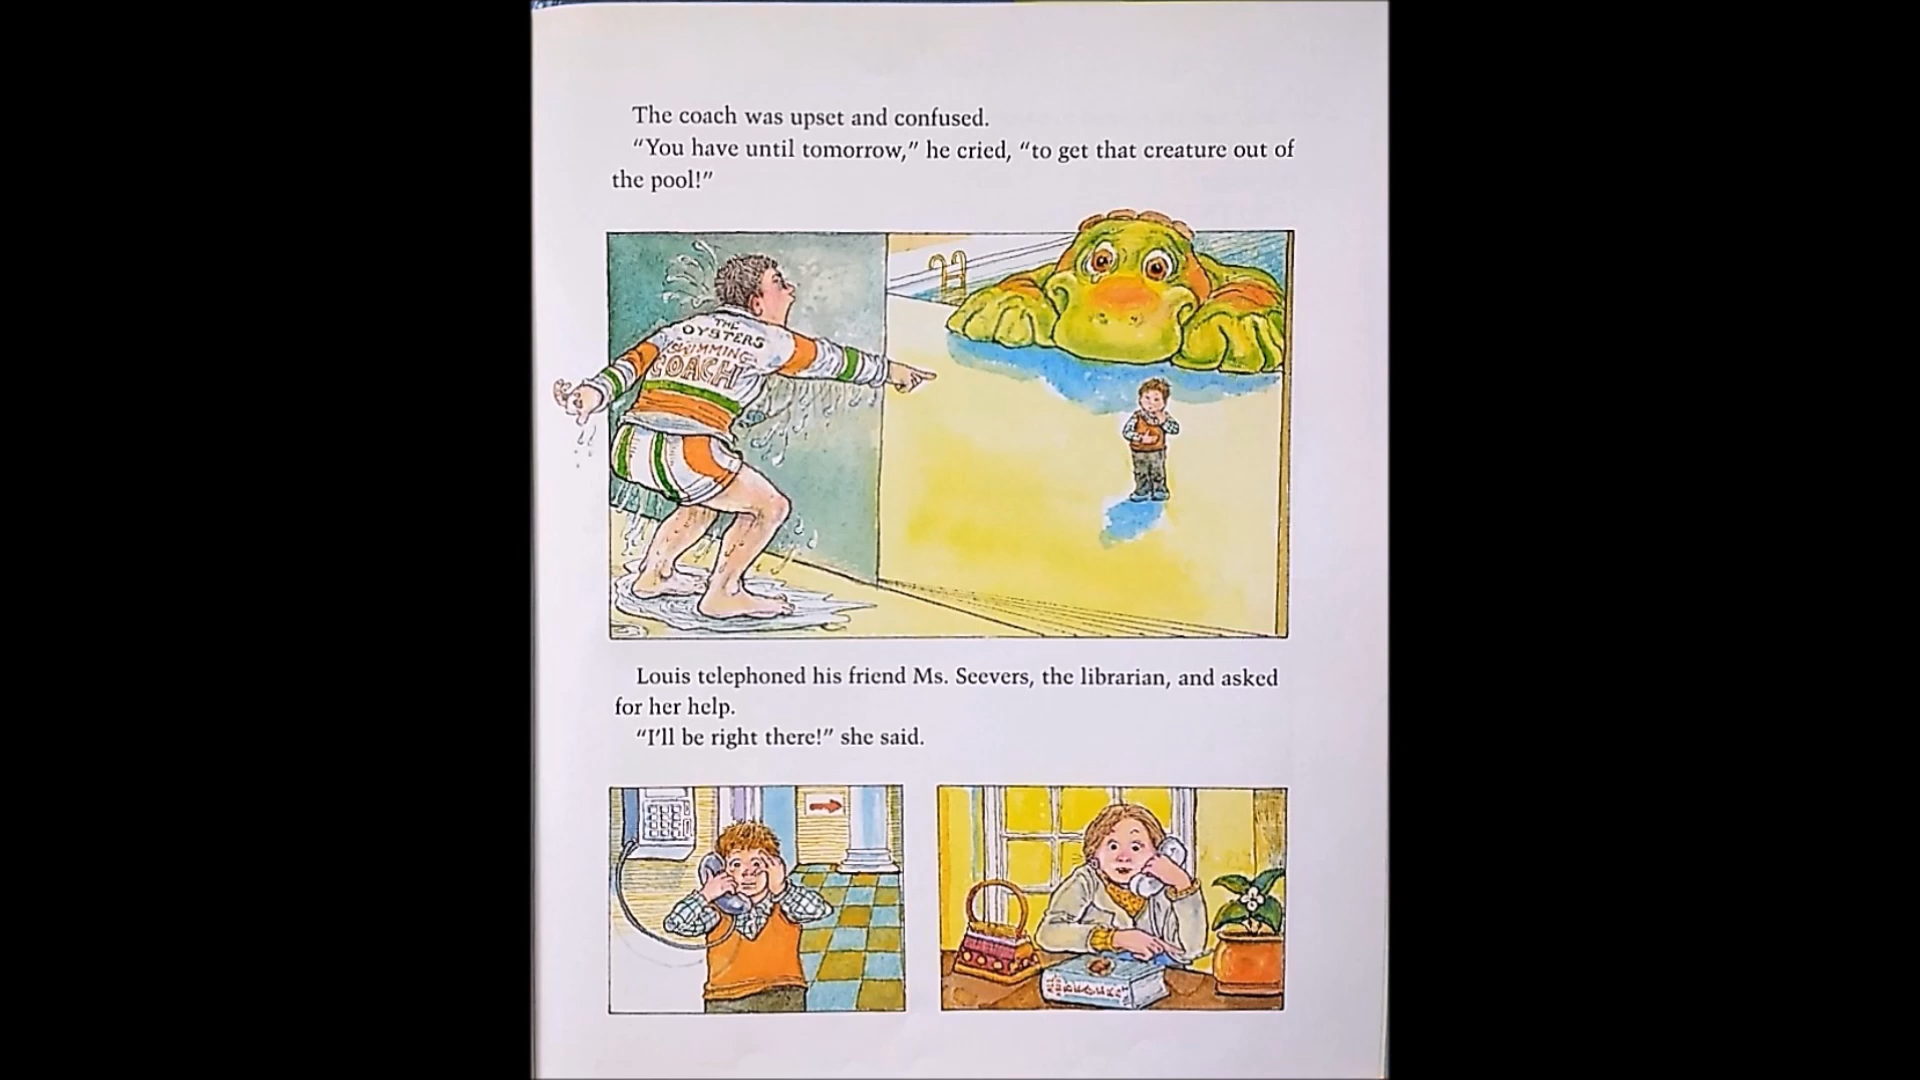 The coach was upset and confused.
“You have until tomorrow,” he cried, “to get that creature out of
the pool!”
THE
OYSTERS
SWIMMING
COACH
Louis telephoned his friend Ms. Seevers, the librarian, and asked
for her help.
“I’ll be right there!” she said.